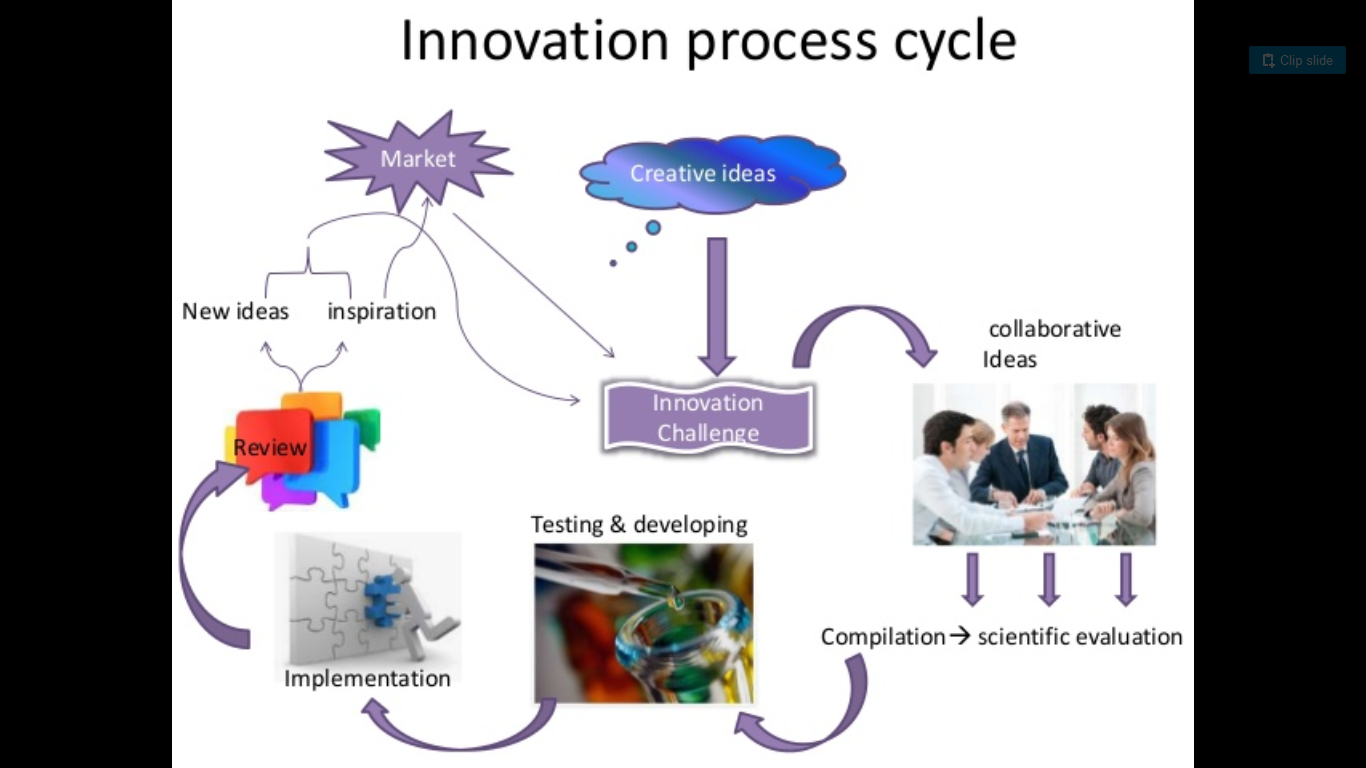 Innovation process cycle
Clip slide
Market
Creative ideas
New ideas
inspiration
collaborative
Ideas
Innovation
Challenge
Review
Testing & developing
Compilation→ scientific evaluation
Implementation